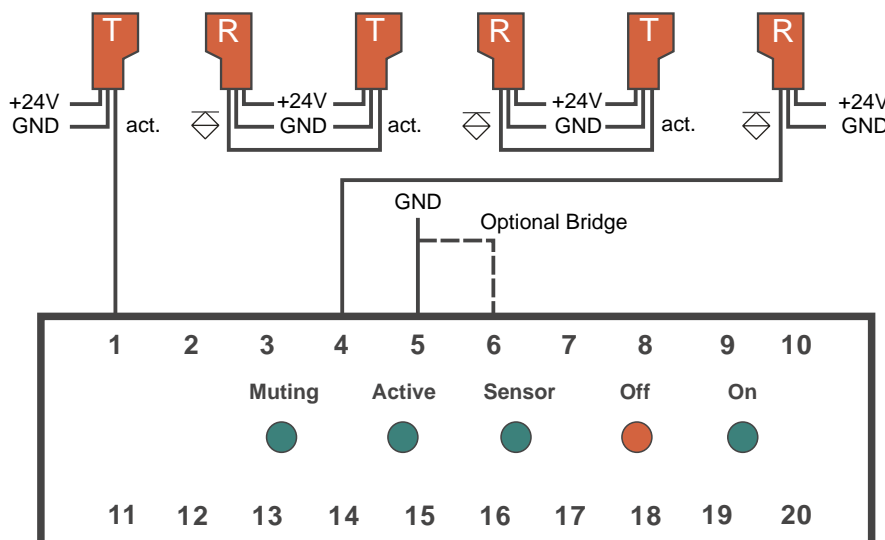 T R T R T R
+24V +24V +24V +24V
GND act. GND act. GND act. GND
GND
Optional Bridge
1 2 3 4 5 6 7 8 9 10
Muting Active Sensor Off On
11 12 13 14 15 16 17 18 19 20